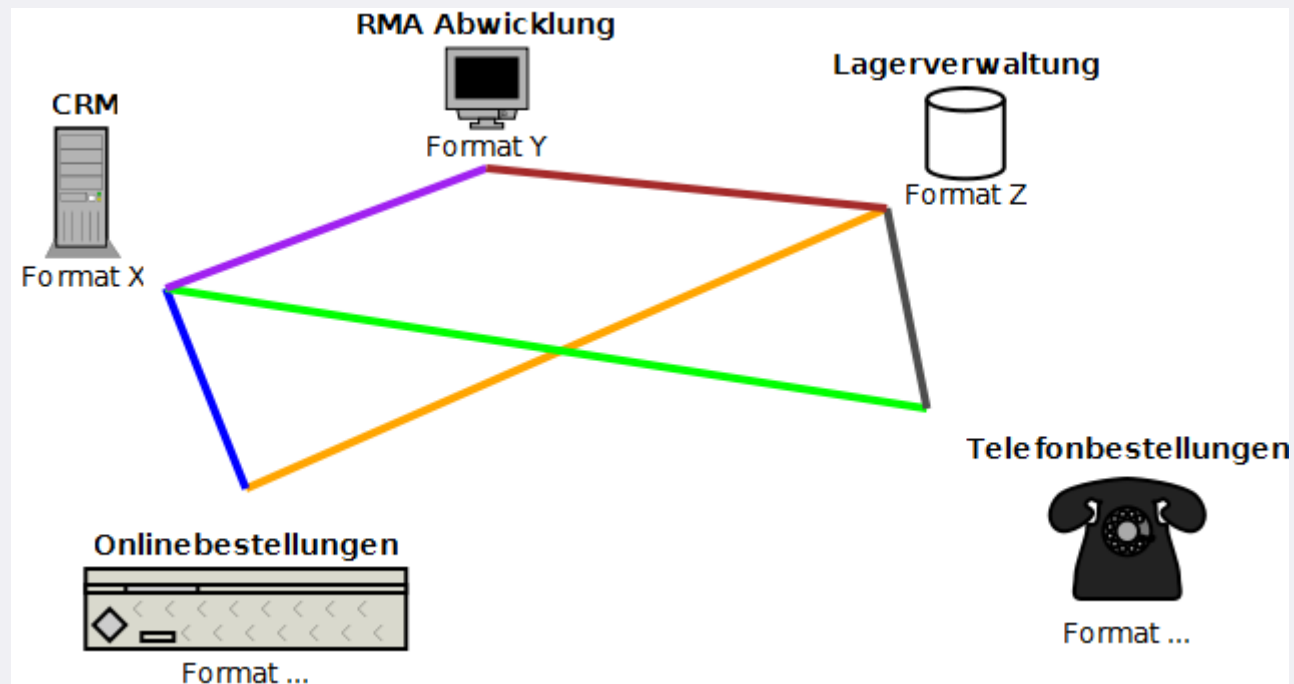 RMA Abwicklung
Format Y
Lagerverwaltung
Format Z
CRM
Format X
Telefonbestellungen
Format ...
Onlinebestellungen
Format ...